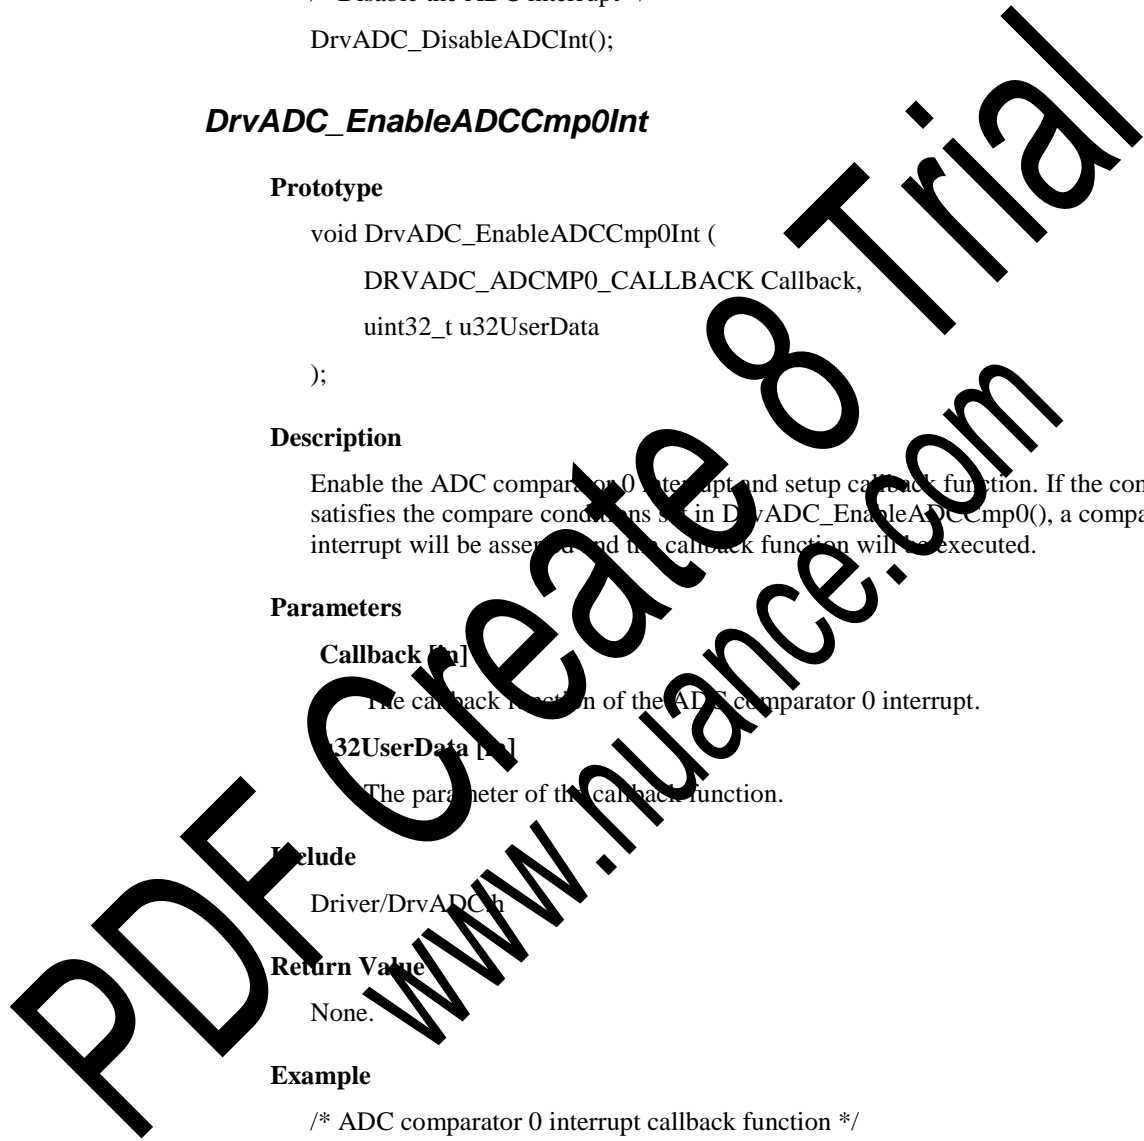 DrvADC_DisableADCInt();
DrvADC_EnableADCCmp0Int
Prototype
void DrvADC_EnableADCCmp0Int (
DRVADC_ADCMP0_CALLBACK Callback,
uint32_t u32UserData
);
Description
Enable the ADC comparator 0 interrupt and setup callback function. If the con
satisfies the compare conditions set in DrvADC_EnableADCCmp0(), a compa
interrupt will be asserted and the callback function will be executed.
Parameters
Callback [in]
The callback function of the ADC comparator 0 interrupt.
u32UserData [in]
The parameter of the callback function.
Include
Driver/DrvADC.h
Return Value
None.
Example
/* ADC comparator 0 interrupt callback function */
PDF Create 8 Trial
www.nuance.com